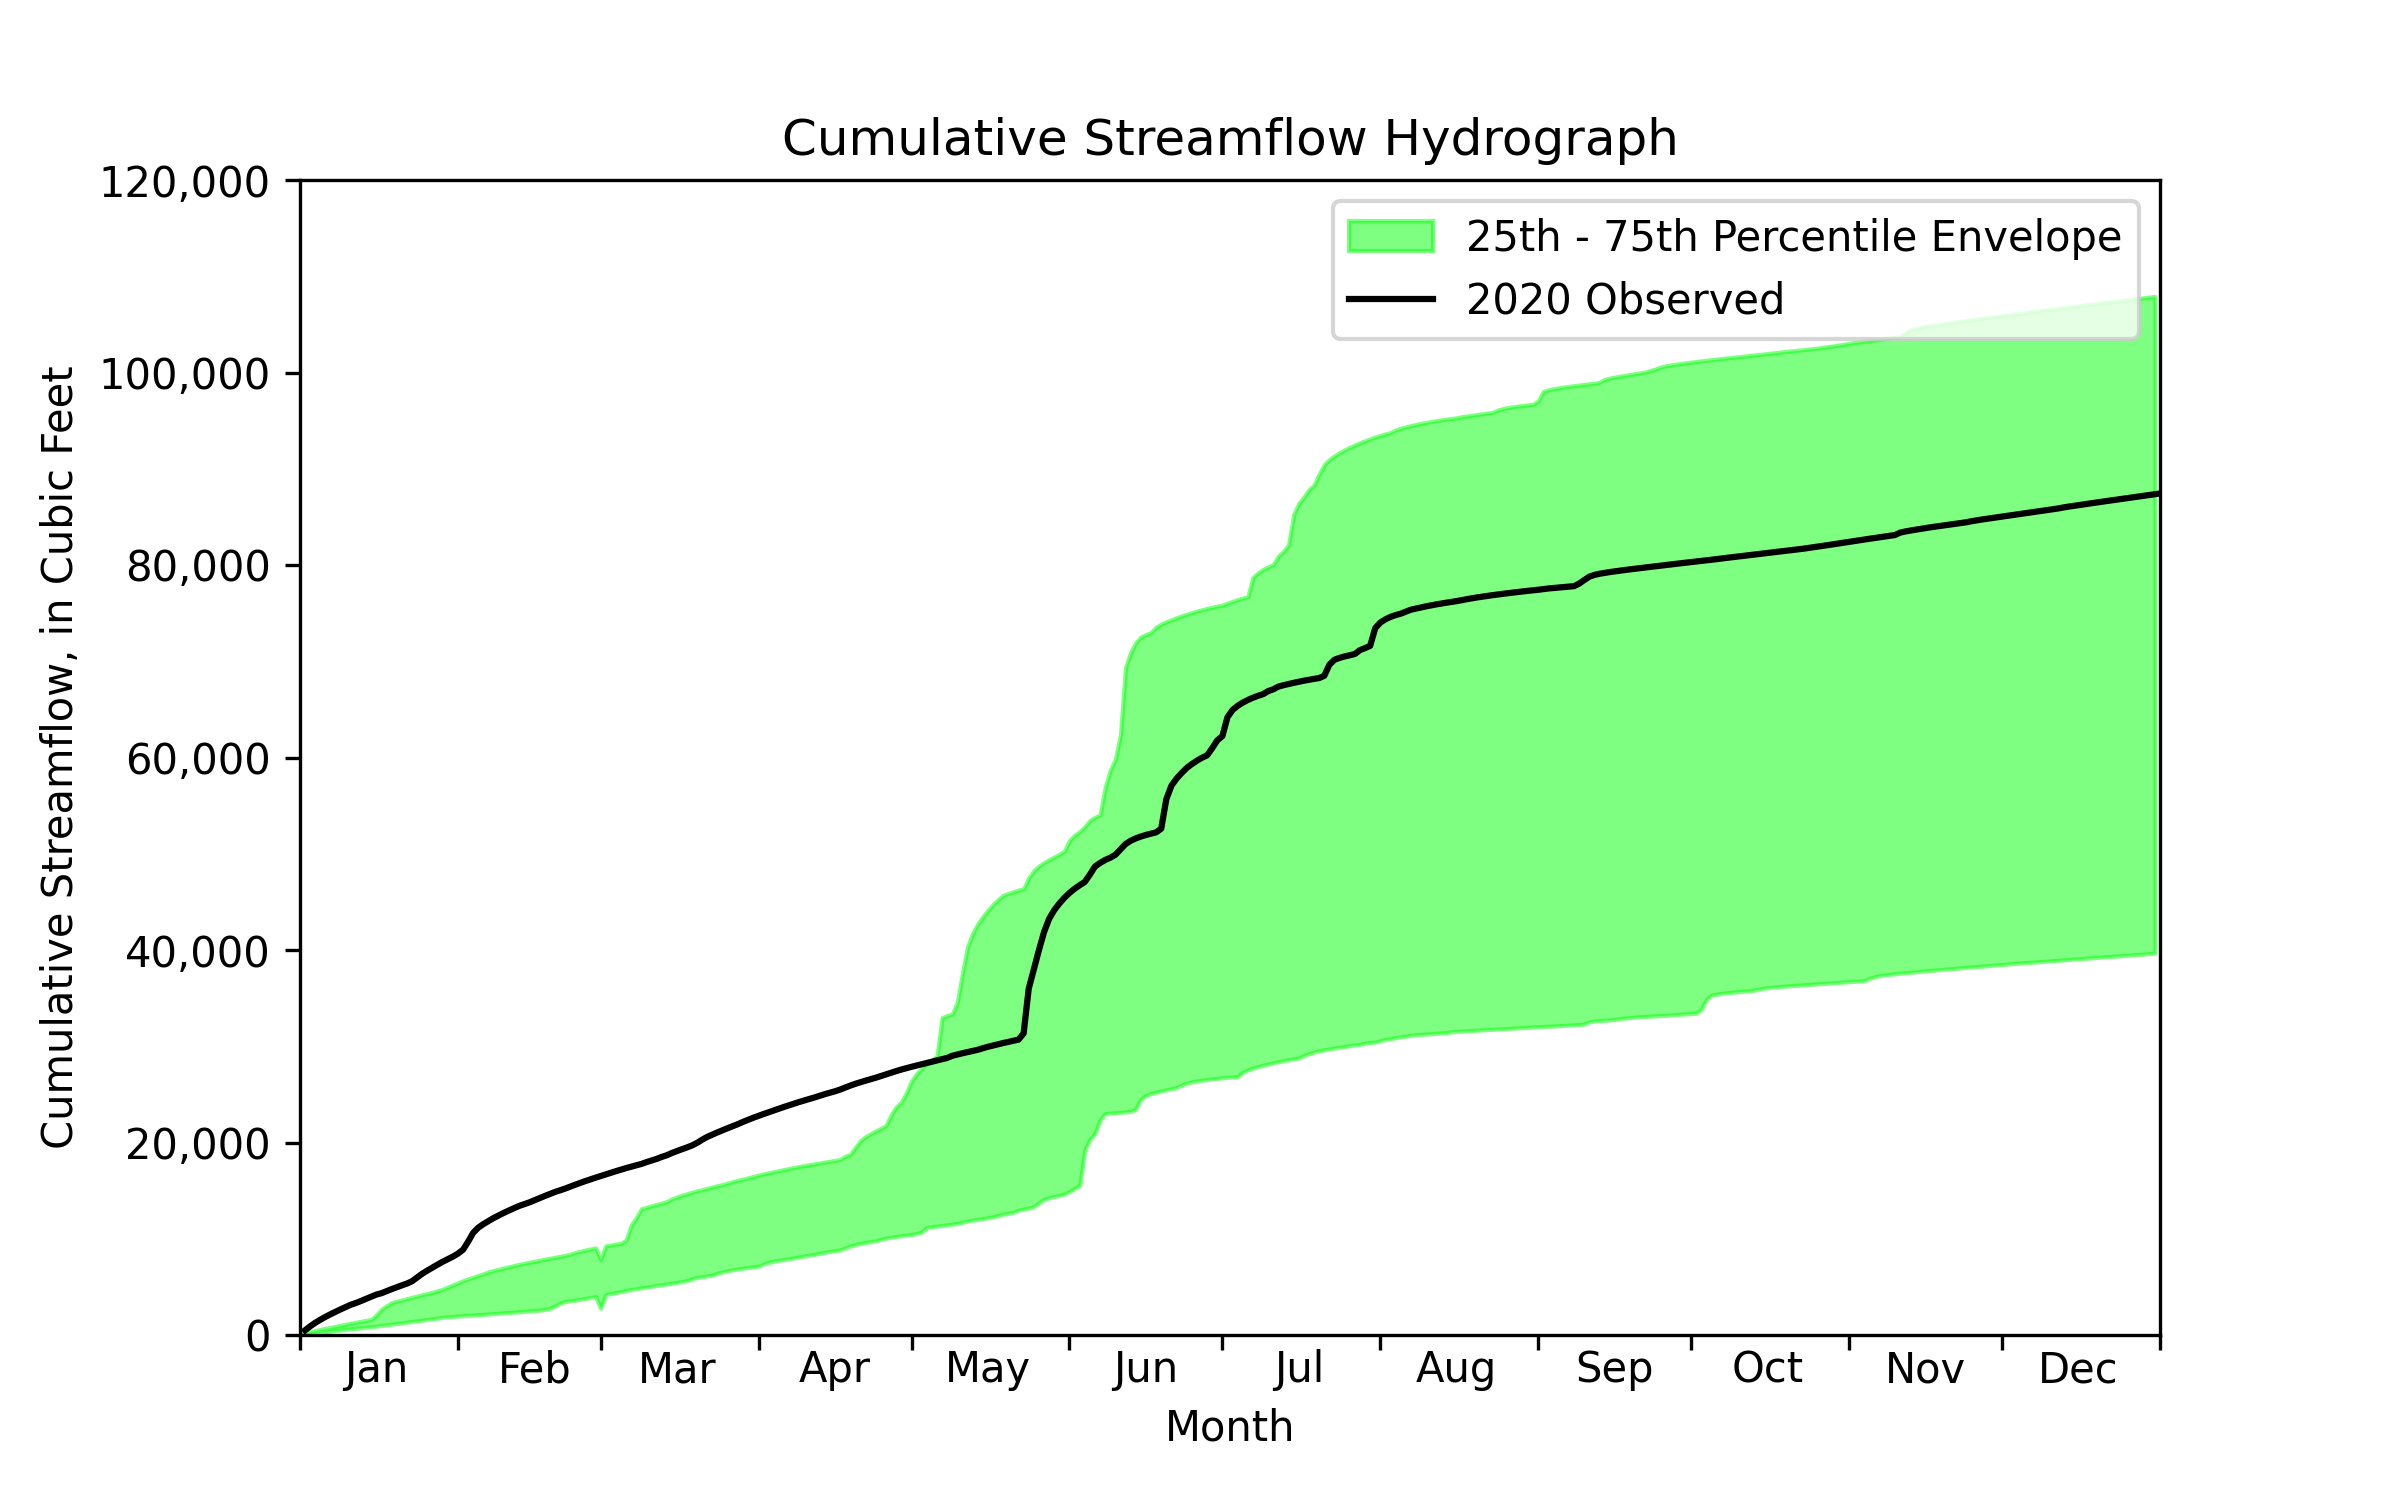 Cumulative Streamflow Hydrograph
120,000
100,000
80,000
60,000
40,000
20,000
0
Cumulative Streamflow, in Cubic Feet
25th - 75th Percentile Envelope
2020 Observed
Jan Feb Mar Apr May Jun Jul Aug Sep Oct Nov Dec
Month